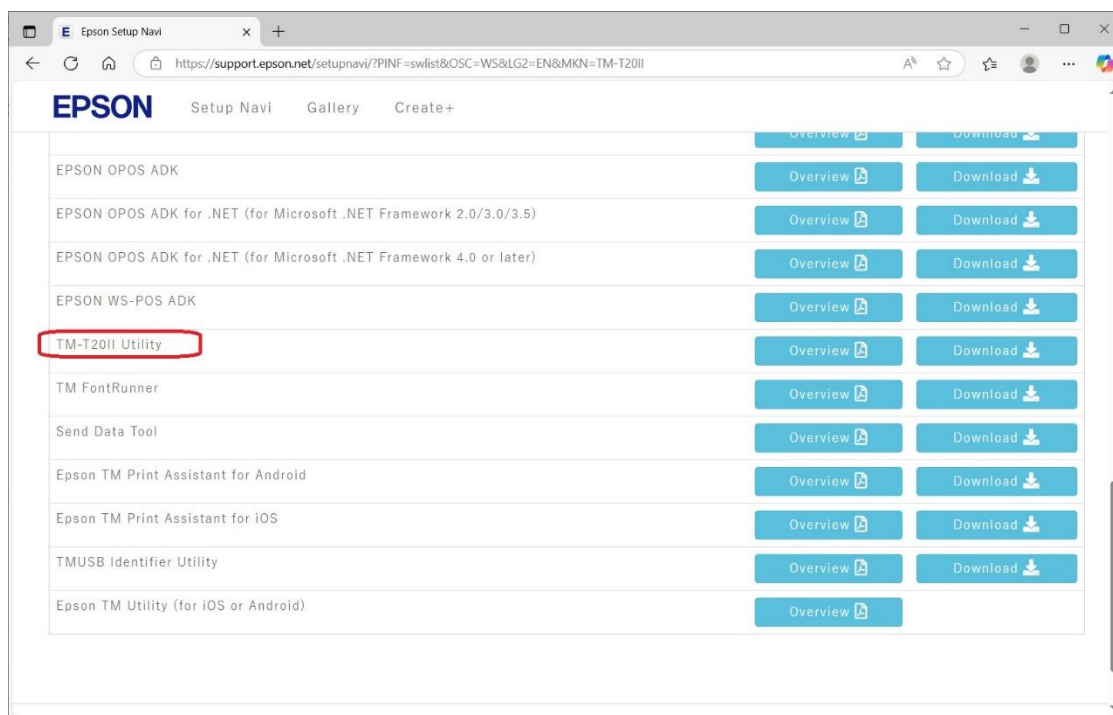 Epson Setup Navi
https://support.epson.net/setupnavi/?PINF=swlist&OSC=WS&LG2=EN&MKN=TM-T20II
EPSON Setup Navi Gallery Create+
Overview Download
EPSON OPOS ADK Overview Download
EPSON OPOS ADK for .NET (for Microsoft .NET Framework 2.0/3.0/3.5) Overview Download
EPSON OPOS ADK for .NET (for Microsoft .NET Framework 4.0 or later) Overview Download
EPSON WS-POS ADK Overview Download
TM-T20II Utility Overview Download
TM FontRunner Overview Download
Send Data Tool Overview Download
Epson TM Print Assistant for Android Overview Download
Epson TM Print Assistant for iOS Overview Download
TMUSB Identifier Utility Overview Download
Epson TM Utility (for iOS or Android) Overview